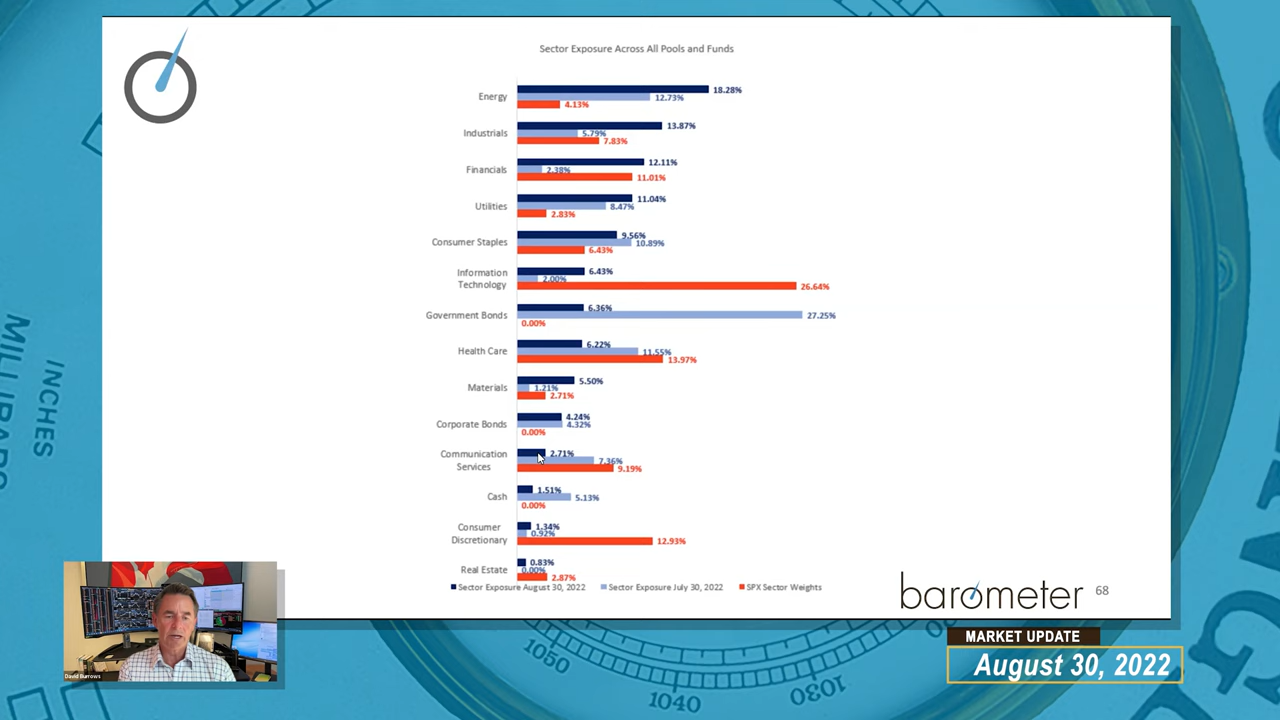 Sector Exposure Across All Pools and Funds
Energy
18.28%
12.73%
4.13%
Industrials
13.87%
5.79%
7.83%
Financials
12.11%
2.38%
11.01%
Utilities
11.04%
8.47%
2.83%
Consumer Staples
9.56%
10.89%
6.43%
Information
Technology
6.43%
2.00%
26.64%
Government Bonds
6.36%
27.25%
0.00%
Health Care
6.22%
11.55%
13.97%
Materials
5.50%
1.21%
2.71%
Corporate Bonds
4.24%
4.32%
0.00%
Communication
Services
2.71%
7.36%
9.19%
Cash
1.51%
5.13%
0.00%
Consumer
Discretionary
1.34%
0.92%
12.93%
Real Estate
0.83%
0.00%
2.87%
Sector Exposure August 30, 2022 Sector Exposure July 30, 2022 SPX Sector Weights
barometer 68
MARKET UPDATE
August 30, 2022
David Burrows
MILLIBARS
INCHES
1050
1040
1030